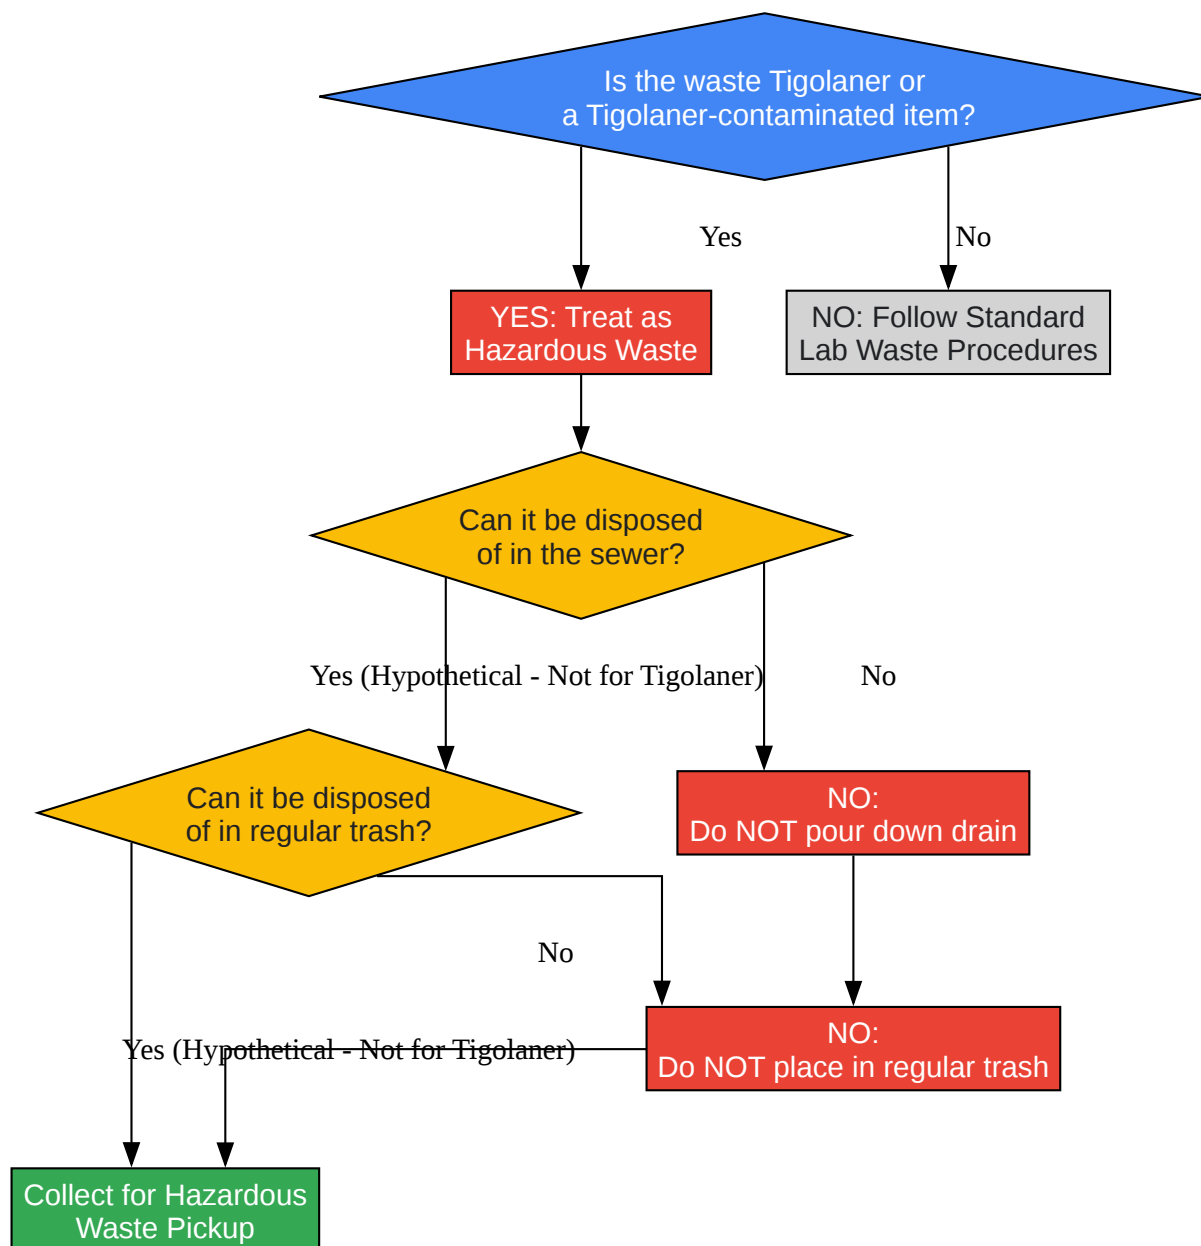 Is the waste Tigolaner or
a Tigolaner-contaminated item?
Yes
No
YES: Treat as
Hazardous Waste
NO: Follow Standard
Lab Waste Procedures
Can it be disposed
of in the sewer?
Yes (Hypothetical - Not for Tigolaner)
No
Can it be disposed
of in regular trash?
NO:
Do NOT pour down drain
No
Yes (Hypothetical - Not for Tigolaner)
NO:
Do NOT place in regular trash
Collect for Hazardous
Waste Pickup